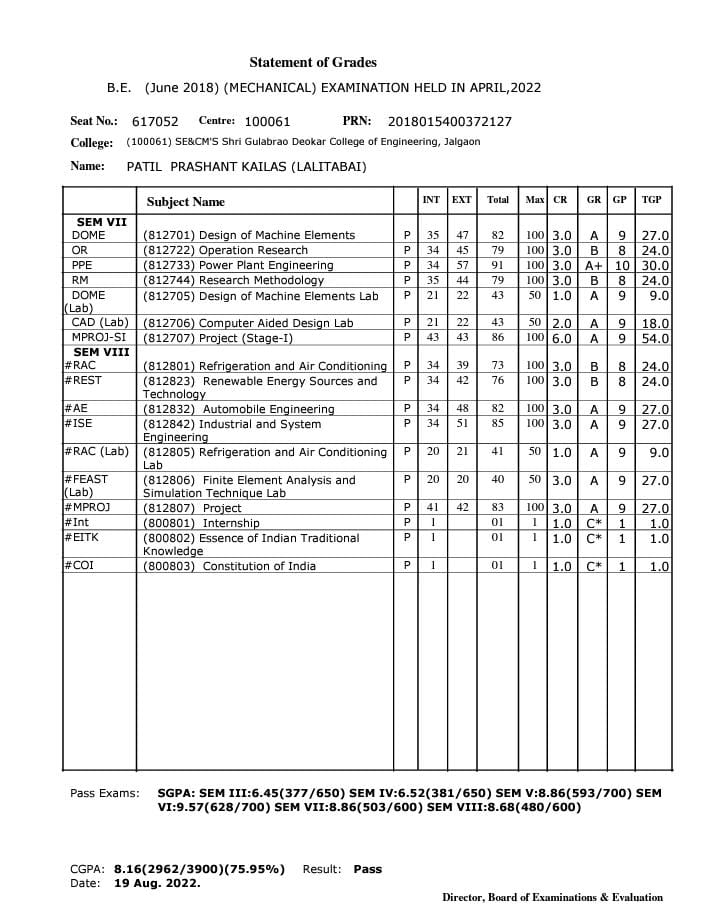 Statement of Grades
B.E. (June 2018) (MECHANICAL) EXAMINATION HELD IN APRIL,2022
Seat No.: 617052 Centre: 100061 PRN: 2018015400372127
College: (100061) SE&CM'S Shri Gulabrao Deokar College of Engineering, Jalgaon
Name: PATIL PRASHANT KAILAS (LALITABAI)
Subject Name INT EXT Total Max CR GR GP TGP
SEM VII
DOME (812701) Design of Machine Elements P 35 47 82 100 3.0 A 9 27.0
OR (812722) Operation Research P 34 45 79 100 3.0 B 8 24.0
PPE (812733) Power Plant Engineering P 34 57 91 100 3.0 A+ 10 30.0
RM (812744) Research Methodology P 35 44 79 100 3.0 B 8 24.0
DOME (812705) Design of Machine Elements Lab P 21 22 43 50 1.0 A 9 9.0
(Lab)
CAD (Lab) (812706) Computer Aided Design Lab P 21 22 43 50 2.0 A 9 18.0
MPROJ-SI (812707) Project (Stage-I) P 43 43 86 100 6.0 A 9 54.0
SEM VIII
#RAC (812801) Refrigeration and Air Conditioning P 34 39 73 100 3.0 B 8 24.0
#REST (812823) Renewable Energy Sources and P 34 42 76 100 3.0 B 8 24.0
Technology
#AE (812832) Automobile Engineering P 34 48 82 100 3.0 A 9 27.0
#ISE (812842) Industrial and System P 34 51 85 100 3.0 A 9 27.0
Engineering
#RAC (Lab) (812805) Refrigeration and Air Conditioning P 20 21 41 50 1.0 A 9 9.0
Lab
#FEAST (812806) Finite Element Analysis and P 20 20 40 50 3.0 A 9 27.0
(Lab) Simulation Technique Lab
#MPROJ (812807) Project P 41 42 83 100 3.0 A 9 27.0
#Int (800801) Internship P 1 01 1 1.0 C* 1 1.0
#EITK (800802) Essence of Indian Traditional P 1 01 1 1.0 C* 1 1.0
Knowledge
#COI (800803) Constitution of India P 1 01 1 1.0 C* 1 1.0
Pass Exams: SGPA: SEM III:6.45(377/650) SEM IV:6.52(381/650) SEM V:8.86(593/700) SEM
VI:9.57(628/700) SEM VII:8.86(503/600) SEM VIII:8.68(480/600)
CGPA: 8.16(2962/3900)(75.95%) Result: Pass
Date: 19 Aug. 2022.
Director, Board of Examinations & Evaluation